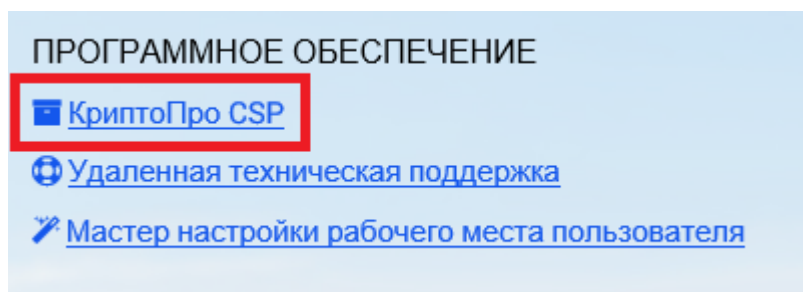 ПРОГРАММНОЕ ОБЕСПЕЧЕНИЕ
КриптоПро CSP
Удаленная техническая поддержка
Мастер настройки рабочего места пользователя